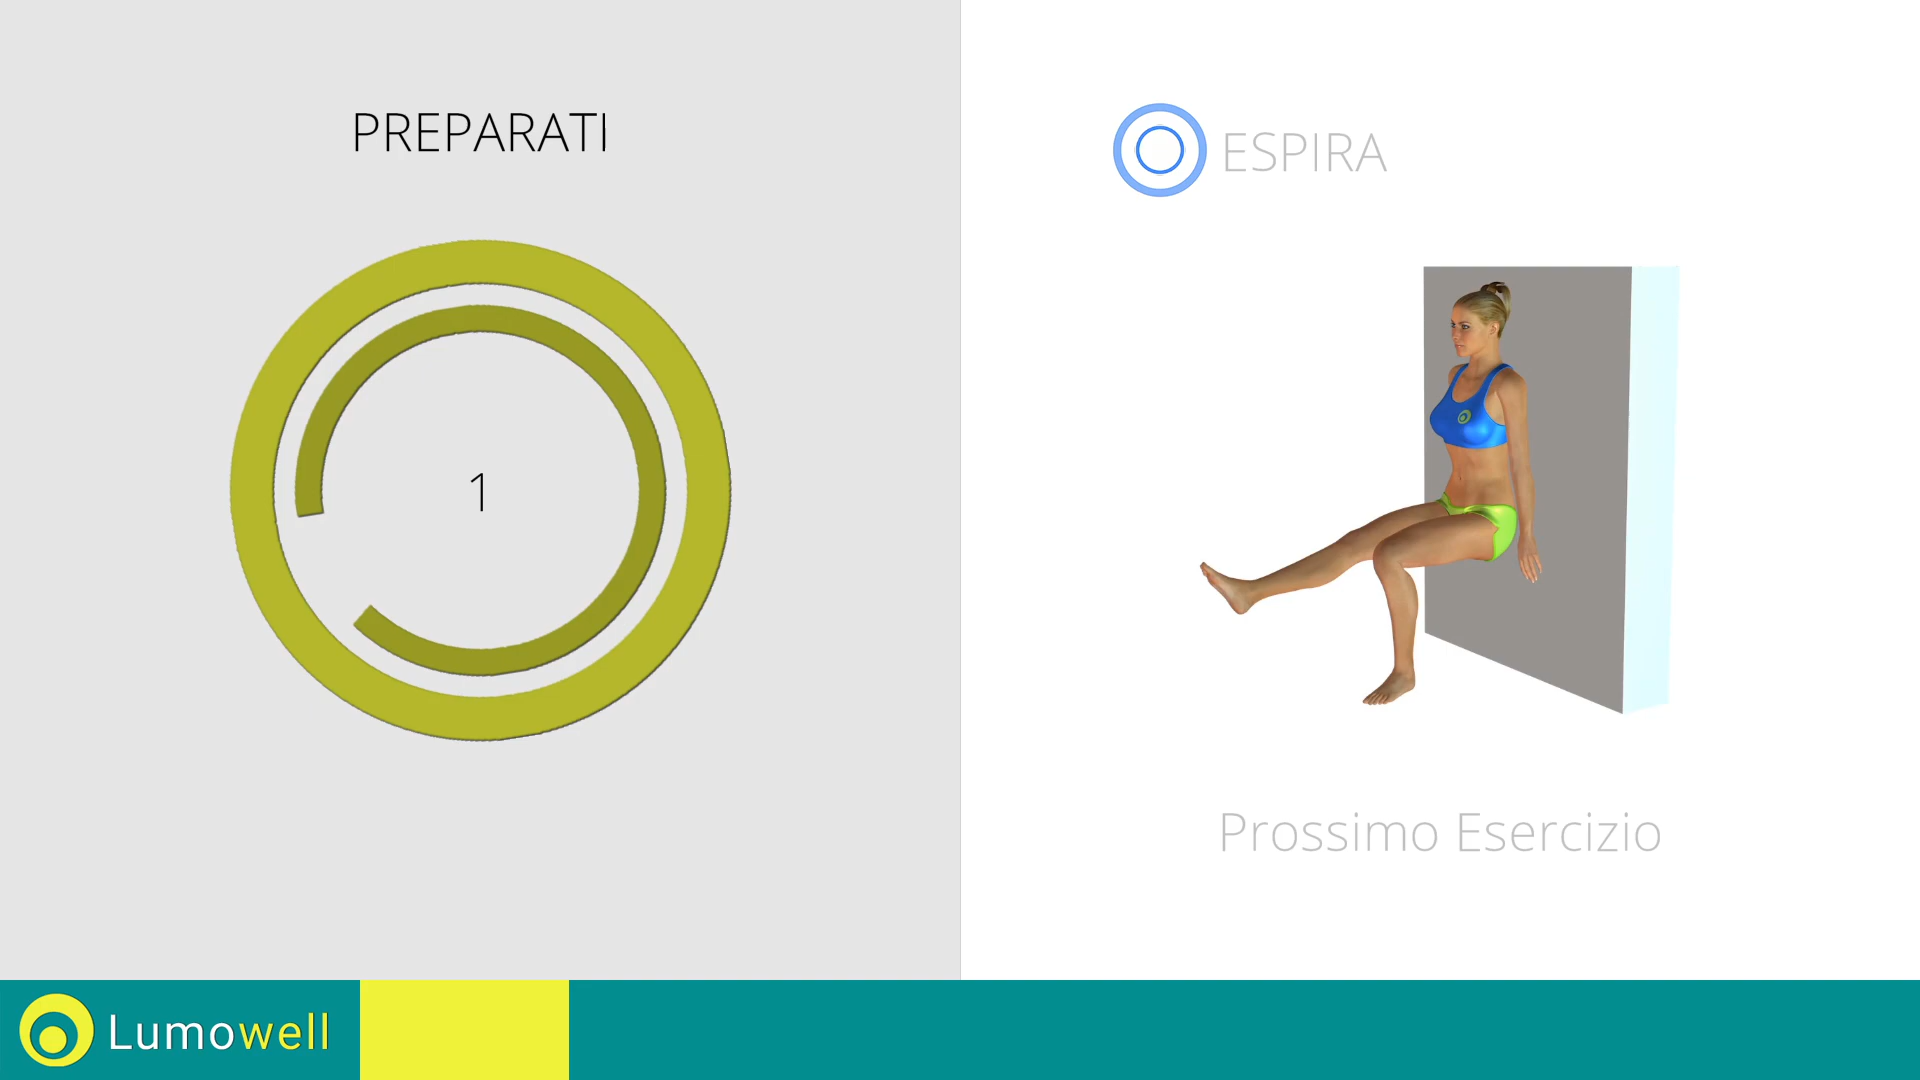 PREPARATI
1
ESPIRA
Prossimo Esercizio
Lumowell